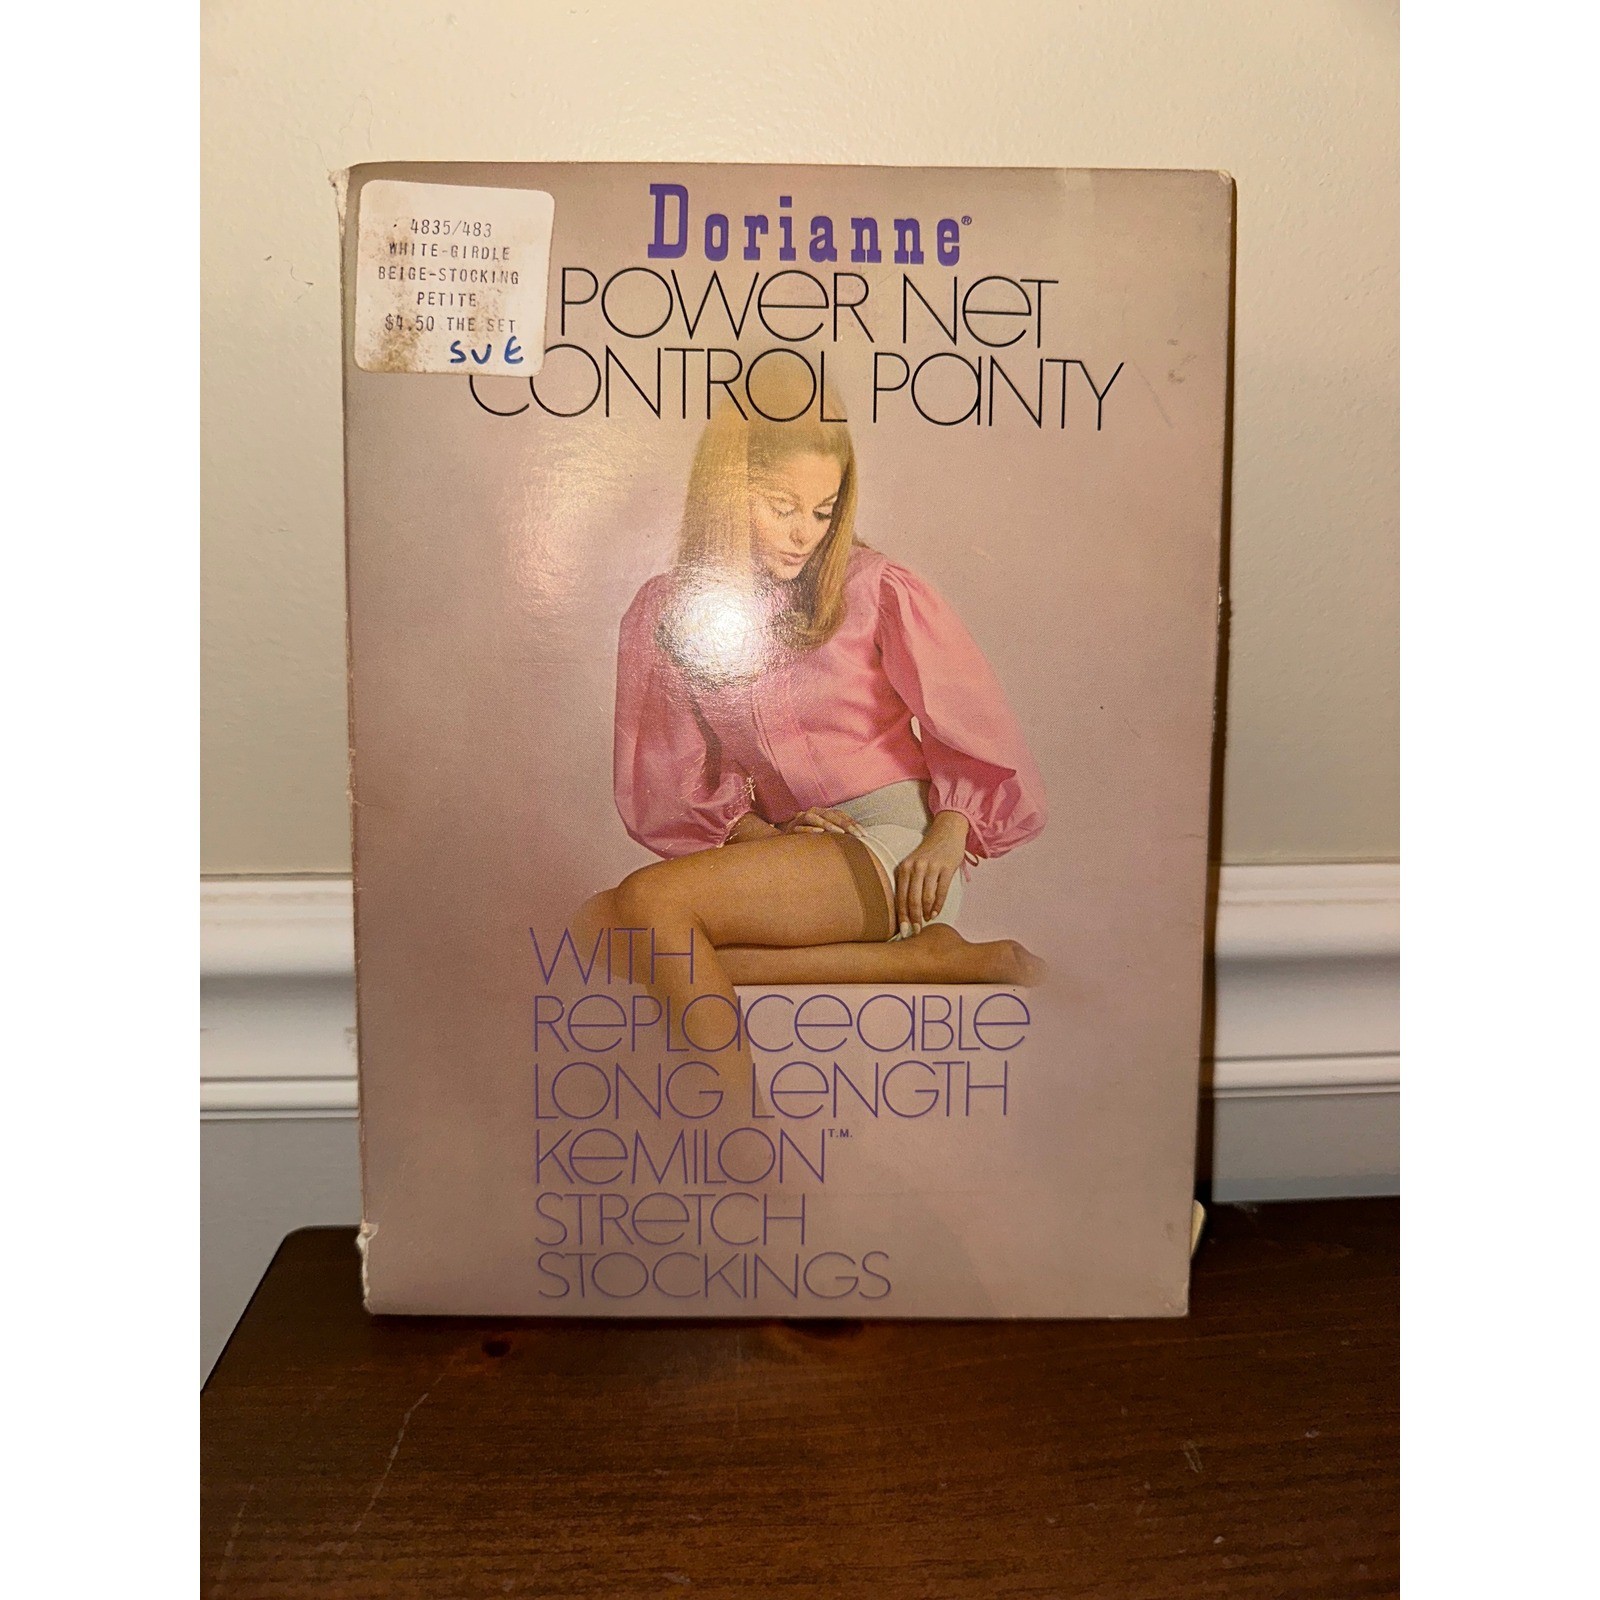 4835/483
WHITE-GIRDLE
BEIGE-STOCKING
PETITE
$4.50 THE SET
SUE
Dorianne®
POWER NET
CONTROL PANTY
WITH
REPLACEABLE
LONG LENGTH
KEMILON T.M.
STRETCH
STOCKINGS